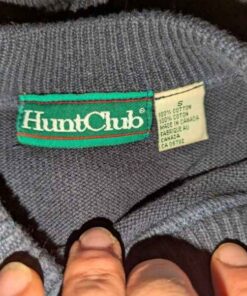 HuntClub®
S
100% COTTON
100% COTON
MADE IN CANADA
FABRIQUE AU
CANADA